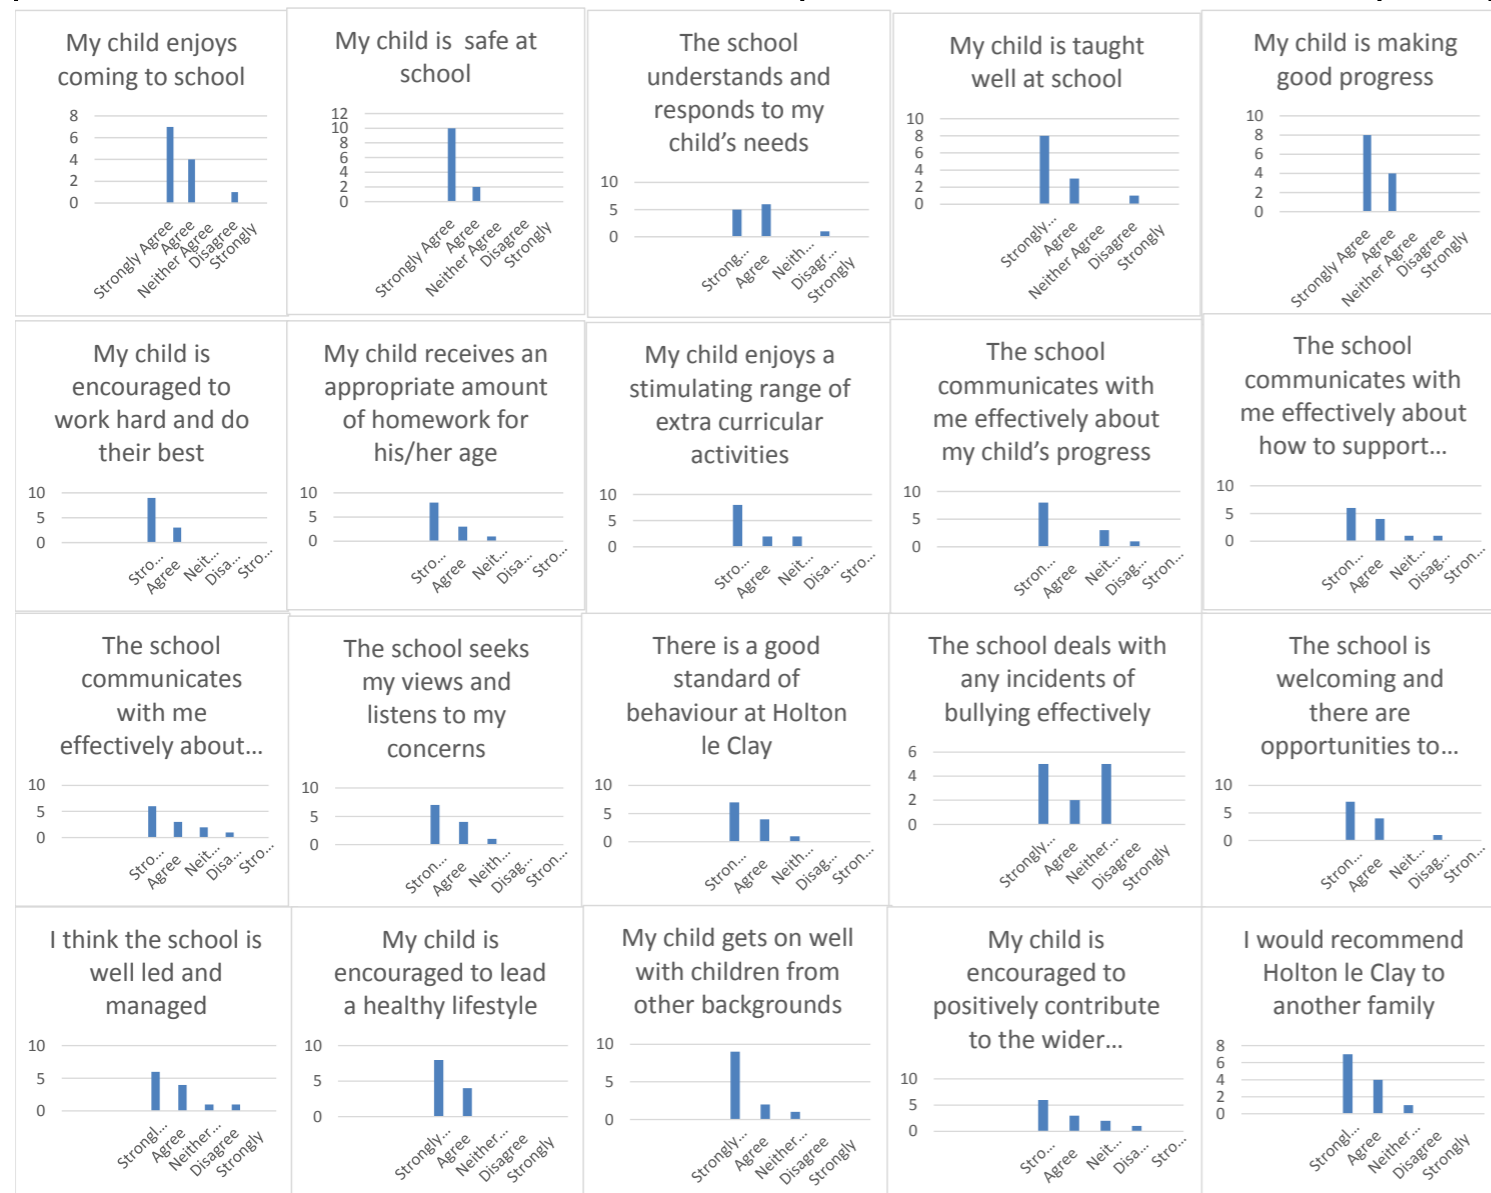 My child enjoys
coming to school
8
6
4
2
0
Strongly Agree
Agree
Neither Agree
Disagree
Strongly
My child is safe at
school
12
10
8
6
4
2
0
Strongly Agree
Agree
Neither Agree
Disagree
Strongly
The school
understands and
responds to my
child's needs
10
5
0
Strong...
Agree
Neith...
Disagr...
Strongly
My child is taught
well at school
10
8
6
4
2
0
Strongly...
Agree
Neither Agree
Disagree
Strongly
My child is making
good progress
10
8
6
4
2
0
Strongly Agree
Agree
Neither Agree
Disagree
Strongly
My child is
encouraged to
work hard and do
their best
10
5
0
Stro...
Agree
Neit...
Disa...
Stro...
My child receives an
appropriate amount
of homework for
his/her age
10
5
0
Stro...
Agree
Neit...
Disa...
Stro...
My child enjoys a
stimulating range of
extra curricular
activities
10
5
0
Stro...
Agree
Neit...
Disa...
Stro...
The school
communicates with
me effectively about
my child's progress
10
5
0
Stron...
Agree
Neit...
Disag...
Stron...
The school
communicates with
me effectively about
how to support...
10
5
0
Stron...
Agree
Neit...
Disag...
Stron...
The school
communicates
with me
effectively about...
10
5
0
Stro...
Agree
Neit...
Disa...
Stro...
The school seeks
my views and
listens to my
concerns
10
5
0
Stron...
Agree
Neith...
Disag...
Stron...
There is a good
standard of
behaviour at Holton
le Clay
10
5
0
Stron...
Agree
Neith...
Disag...
Stron...
The school deals with
any incidents of
bullying effectively
6
4
2
0
Strongly...
Agree
Neither...
Disagree
Strongly
The school is
welcoming and
there are
opportunities to...
10
5
0
Stron...
Agree
Neit...
Disag...
Stron...
I think the school is
well led and
managed
10
5
0
Strongl...
Agree
Neither...
Disagree
Strongly
My child is
encouraged to lead
a healthy lifestyle
10
5
0
Strongly...
Agree
Neither...
Disagree
Strongly
My child gets on well
with children from
other backgrounds
10
5
0
Strongly...
Agree
Neither...
Disagree
Strongly
My child is
encouraged to
positively contribute
to the wider...
10
5
0
Stro...
Agree
Neit...
Disa...
Stro...
I would recommend
Holton le Clay to
another family
8
6
4
2
0
Strongl...
Agree
Neither...
Disagree
Strongly